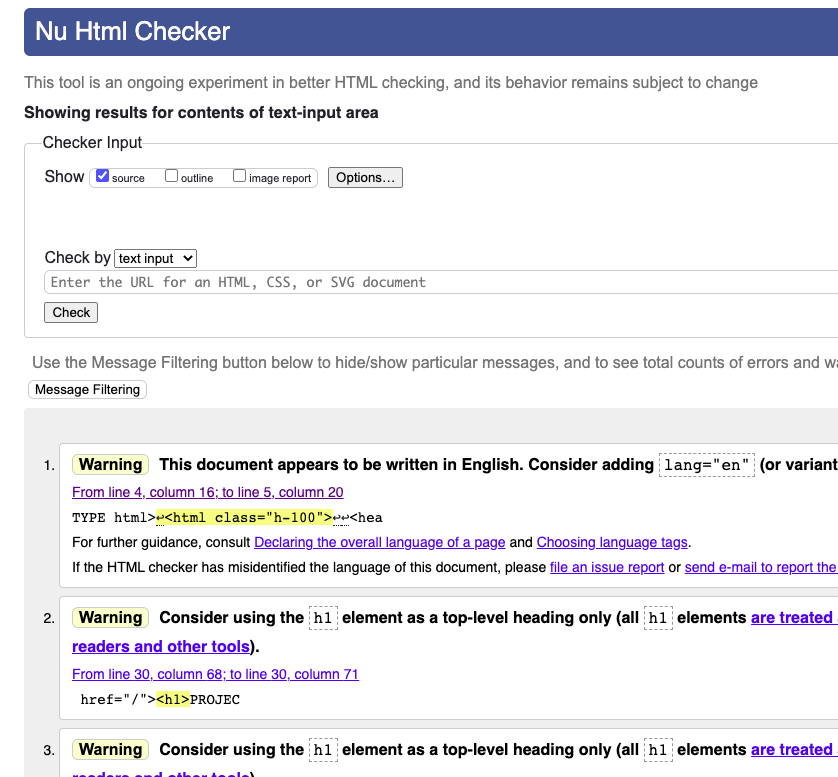 Nu Html Checker
This tool is an ongoing experiment in better HTML checking, and its behavior remains subject to change
Showing results for contents of text-input area
Checker Input
Show source outline image report Options...
Check by text input
Enter the URL for an HTML, CSS, or SVG document
Check
Use the Message Filtering button below to hide/show particular messages, and to see total counts of errors and
Message Filtering
1. Warning This document appears to be written in English. Consider adding lang="en" (or variant
From line 4, column 16; to line 5, column 20
TYPE html>↩<html class="h-100">↩↩<hea
For further guidance, consult Declaring the overall language of a page and Choosing language tags.
If the HTML checker has misidentified the language of this document, please file an issue report or send e-mail to report the
2. Warning Consider using the h1 element as a top-level heading only (all h1 elements are treated
readers and other tools).
From line 30, column 68; to line 30, column 71
href="/"><h1>PROJEC
3. Warning Consider using the h1 element as a top-level heading only (all h1 elements are treated
readers and other tools).